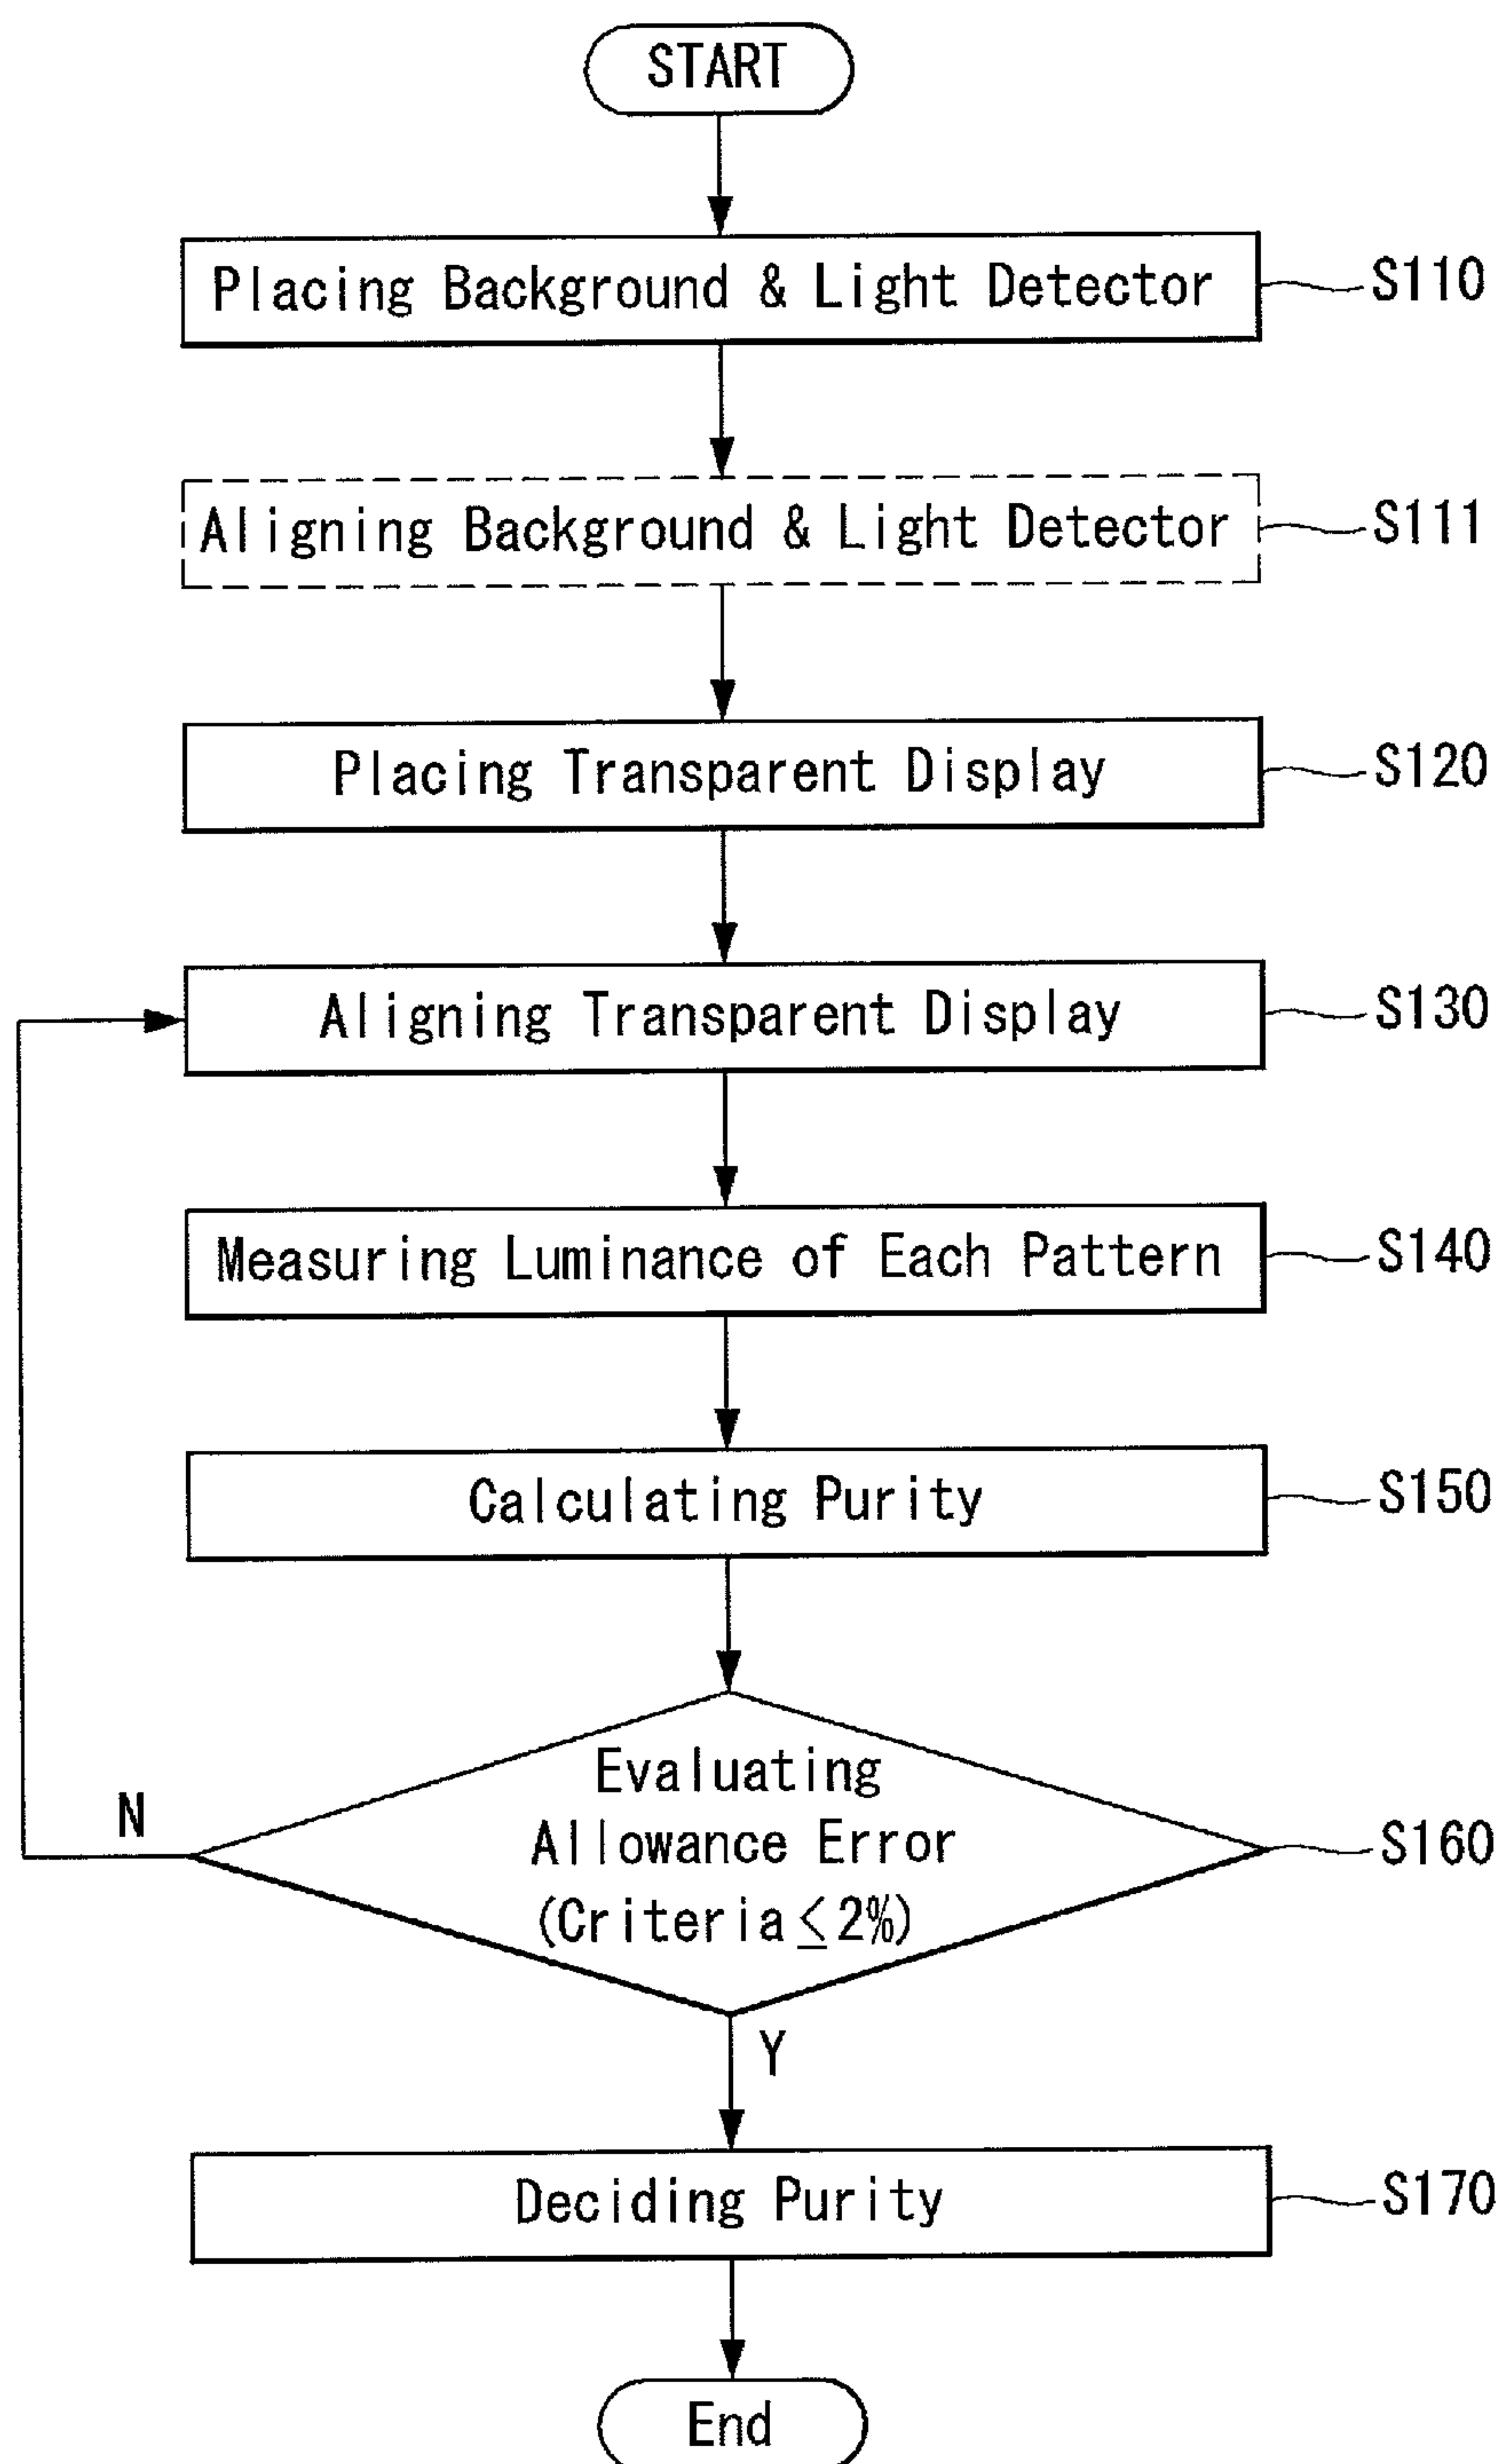 START
Placing Background & Light Detector
S110
Aligning Background & Light Detector
S111
Placing Transparent Display
S120
Aligning Transparent Display
S130
Measuring Luminance of Each Pattern
S140
Calculating Purity
S150
Evaluating
Allowance Error
(Criteria≤2%)
S160
N
Y
Deciding Purity
S170
End